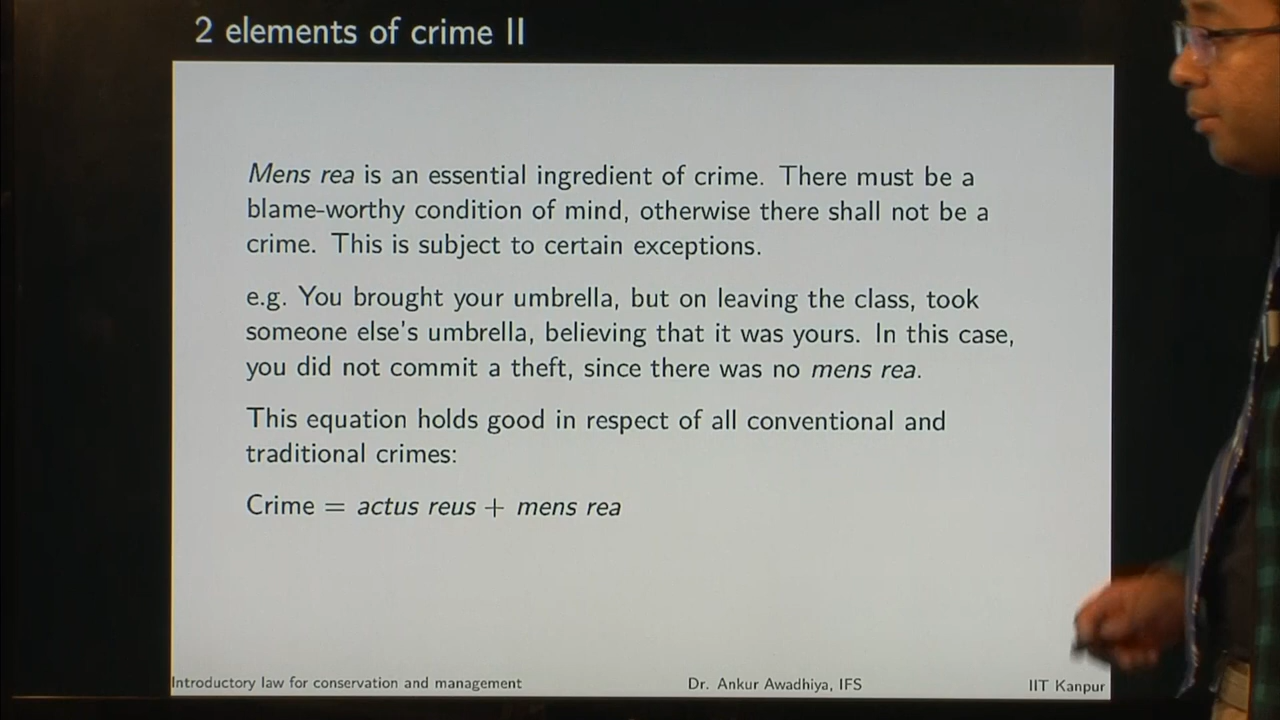 2 elements of crime II
Mens rea is an essential ingredient of crime. There must be a
blame-worthy condition of mind, otherwise there shall not be a
crime. This is subject to certain exceptions.
e.g. You brought your umbrella, but on leaving the class, took
someone else's umbrella, believing that it was yours. In this case,
you did not commit a theft, since there was no mens rea.
This equation holds good in respect of all conventional and
traditional crimes:
Crime = actus reus + mens rea
Introductory law for conservation and management Dr. Ankur Awadhiya, IFS IIT Kanpur